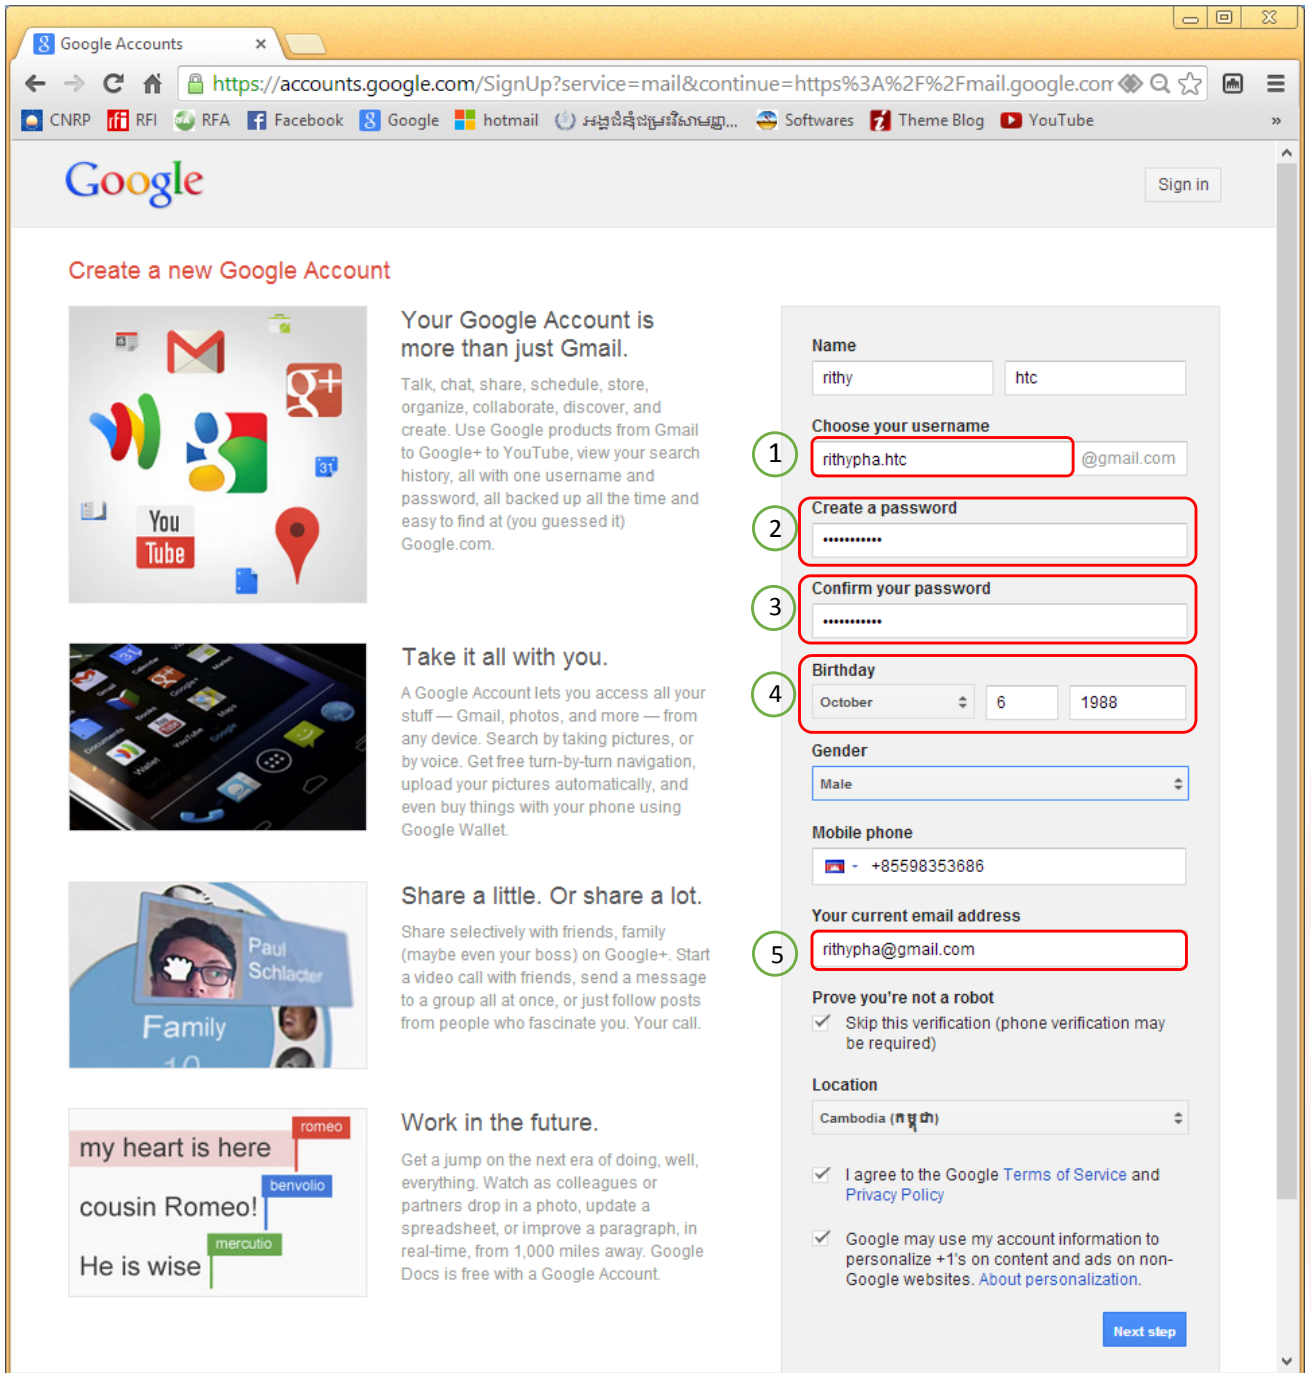 Google Accounts
https://accounts.google.com/SignUp?service=mail&continue=https%3A%2F%2Fmail.google.com
CNRP RFI RFA Facebook Google hotmail Softwares Theme Blog YouTube »
Google
Sign in
Create a new Google Account
Your Google Account is
more than just Gmail.
Talk, chat, share, schedule, store,
organize, collaborate, discover, and
create. Use Google products from Gmail
to Google+ to YouTube, view your search
history, all with one username and
password, all backed up all the time and
easy to find at (you guessed it)
Google.com.
g+
31
You
Tube
Take it all with you.
A Google Account lets you access all your
stuff — Gmail, photos, and more — from
any device. Search by taking pictures, or
by voice. Get free turn-by-turn navigation,
upload your pictures automatically, and
even buy things with your phone using
Google Wallet.
31
Calendar
Market
Gmail
Google+
Books
Maps
Documents
YouTube
Google
Wallet
Share a little. Or share a lot.
Share selectively with friends, family
(maybe even your boss) on Google+. Start
a video call with friends, send a message
to a group all at once, or just follow posts
from people who fascinate you. Your call.
Paul
Schlacter
Family
10
Work in the future.
Get a jump on the next era of doing, well,
everything. Watch as colleagues or
partners drop in a photo, update a
spreadsheet, or improve a paragraph, in
real-time, from 1,000 miles away. Google
Docs is free with a Google Account.
romeo
my heart is here
benvolio
cousin Romeo!
mercutio
He is wise
Name
rithy htc
Choose your username
1 rithypha.htc @gmail.com
2 Create a password
•••••••••••
3 Confirm your password
•••••••••••
4 Birthday
October 6 1988
Gender
Male
Mobile phone
+85598353686
Your current email address
5 rithypha@gmail.com
Prove you're not a robot
Skip this verification (phone verification may
be required)
Location
Cambodia (កម្ពុជា)
I agree to the Google Terms of Service and
Privacy Policy
Google may use my account information to
personalize +1's on content and ads on non-
Google websites. About personalization.
Next step